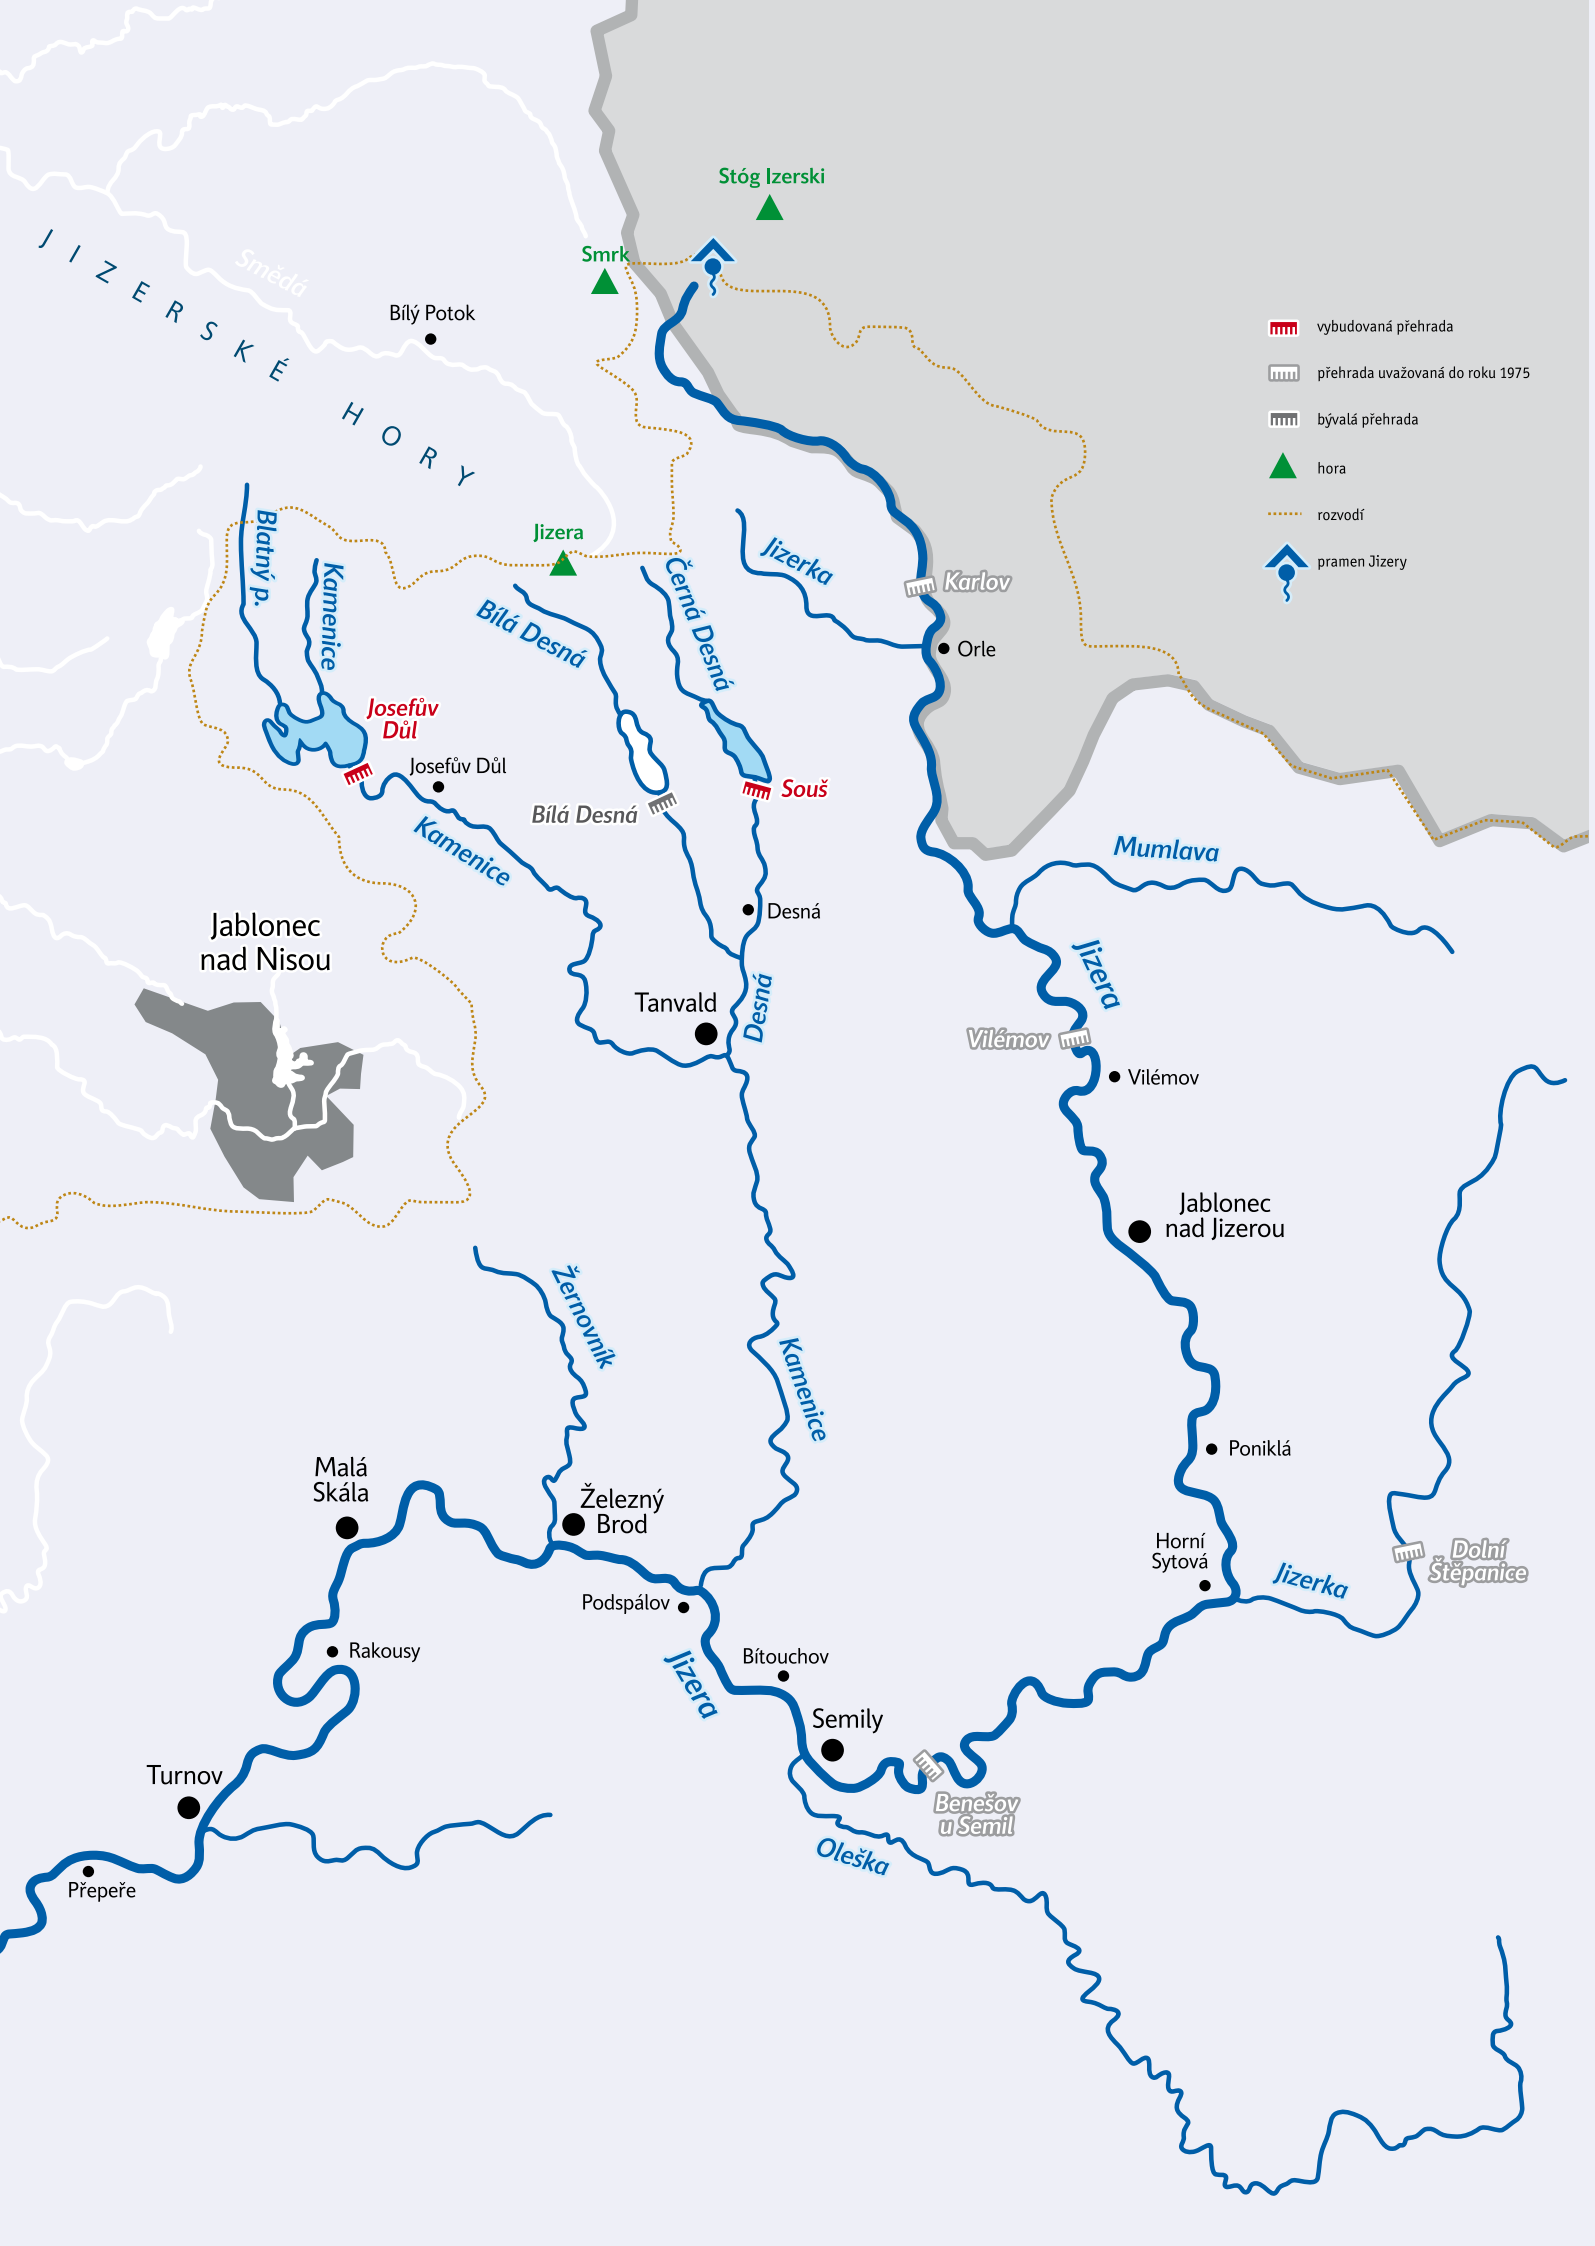 Stóg Izerski
Smrk
JIZERSKÉ HORY
Smědá
Bílý Potok
vybudovaná přehrada
přehrada uvažovaná do roku 1975
bývalá přehrada
hora
rozvodí
pramen Jizery
Jizera
Blatný p.
Kamenice
Bílá Desná
Černá Desná
Jizerka
Karlov
Orle
Josefův
Důl
Josefův Důl
Souš
Bílá Desná
Kamenice
Mumlava
Desná
Jablonec
nad Nisou
Jizera
Tanvald
Desná
Vilémov
Vilémov
Jablonec
nad Jizerou
Žernovník
Kamenice
Poniklá
Malá
Skála
Železný
Brod
Horní
Sytová
Dolní
Štěpanice
Jizerka
Podspálov
Rakousy
Bítouchov
Jizera
Semily
Turnov
Benešov
u Semil
Oleška
Přepeře